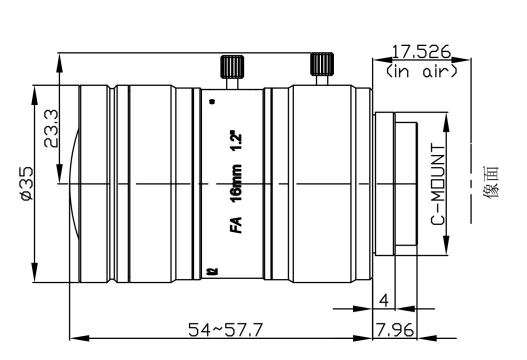 17.526
(in air)
23.3
ø35
FA 16mm 1.2"
C-MOUNT
像面
4
54~57.7
7.96